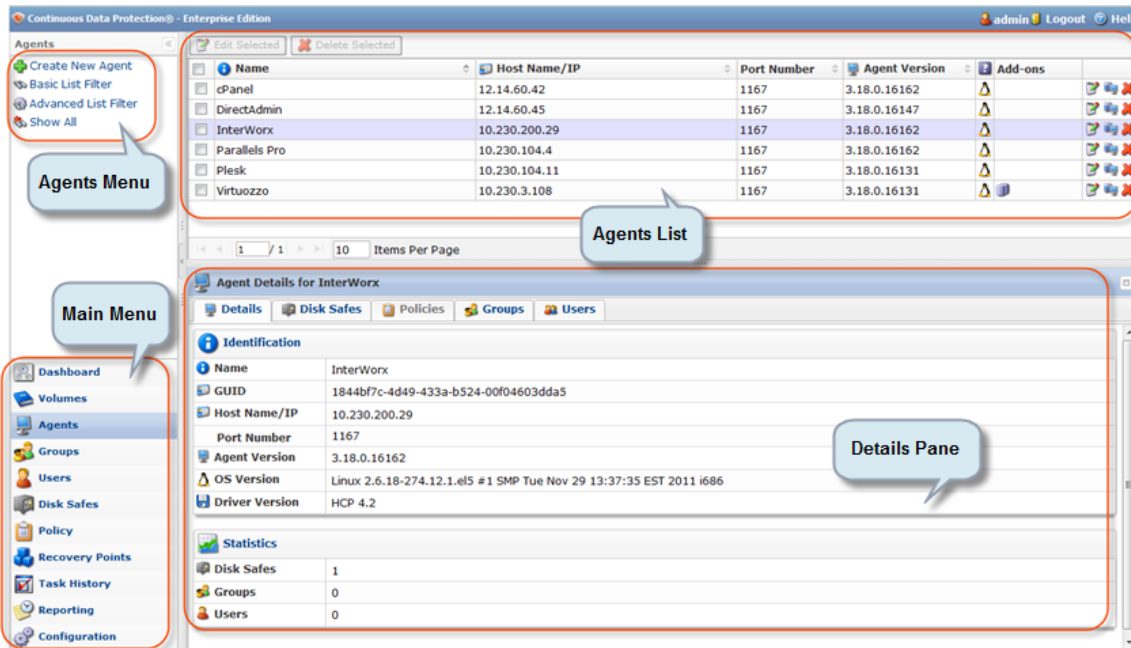 Continuous Data Protection® - Enterprise Edition
admin Logout Hel
Agents
Create New Agent
Basic List Filter
Advanced List Filter
Show All
Agents Menu
Edit Selected Delete Selected
Name Host Name/IP Port Number Agent Version Add-ons
cPanel 12.14.60.42 1167 3.18.0.16162
DirectAdmin 12.14.60.45 1167 3.18.0.16147
InterWorx 10.230.200.29 1167 3.18.0.16162
Parallels Pro 10.230.104.4 1167 3.18.0.16162
Plesk 10.230.104.11 1167 3.18.0.16131
Virtuozzo 10.230.3.108 1167 3.18.0.16131
Agents List
1 / 1 10 Items Per Page
Main Menu
Dashboard
Volumes
Agents
Groups
Users
Disk Safes
Policy
Recovery Points
Task History
Reporting
Configuration
Agent Details for InterWorx
Details Disk Safes Policies Groups Users
Identification
Name InterWorx
GUID 1844bf7c-4d49-433a-b524-00f04603dda5
Host Name/IP 10.230.200.29
Port Number 1167
Agent Version 3.18.0.16162
OS Version Linux 2.6.18-274.12.1.el5 #1 SMP Tue Nov 29 13:37:35 EST 2011 i686
Driver Version HCP 4.2
Details Pane
Statistics
Disk Safes 1
Groups 0
Users 0